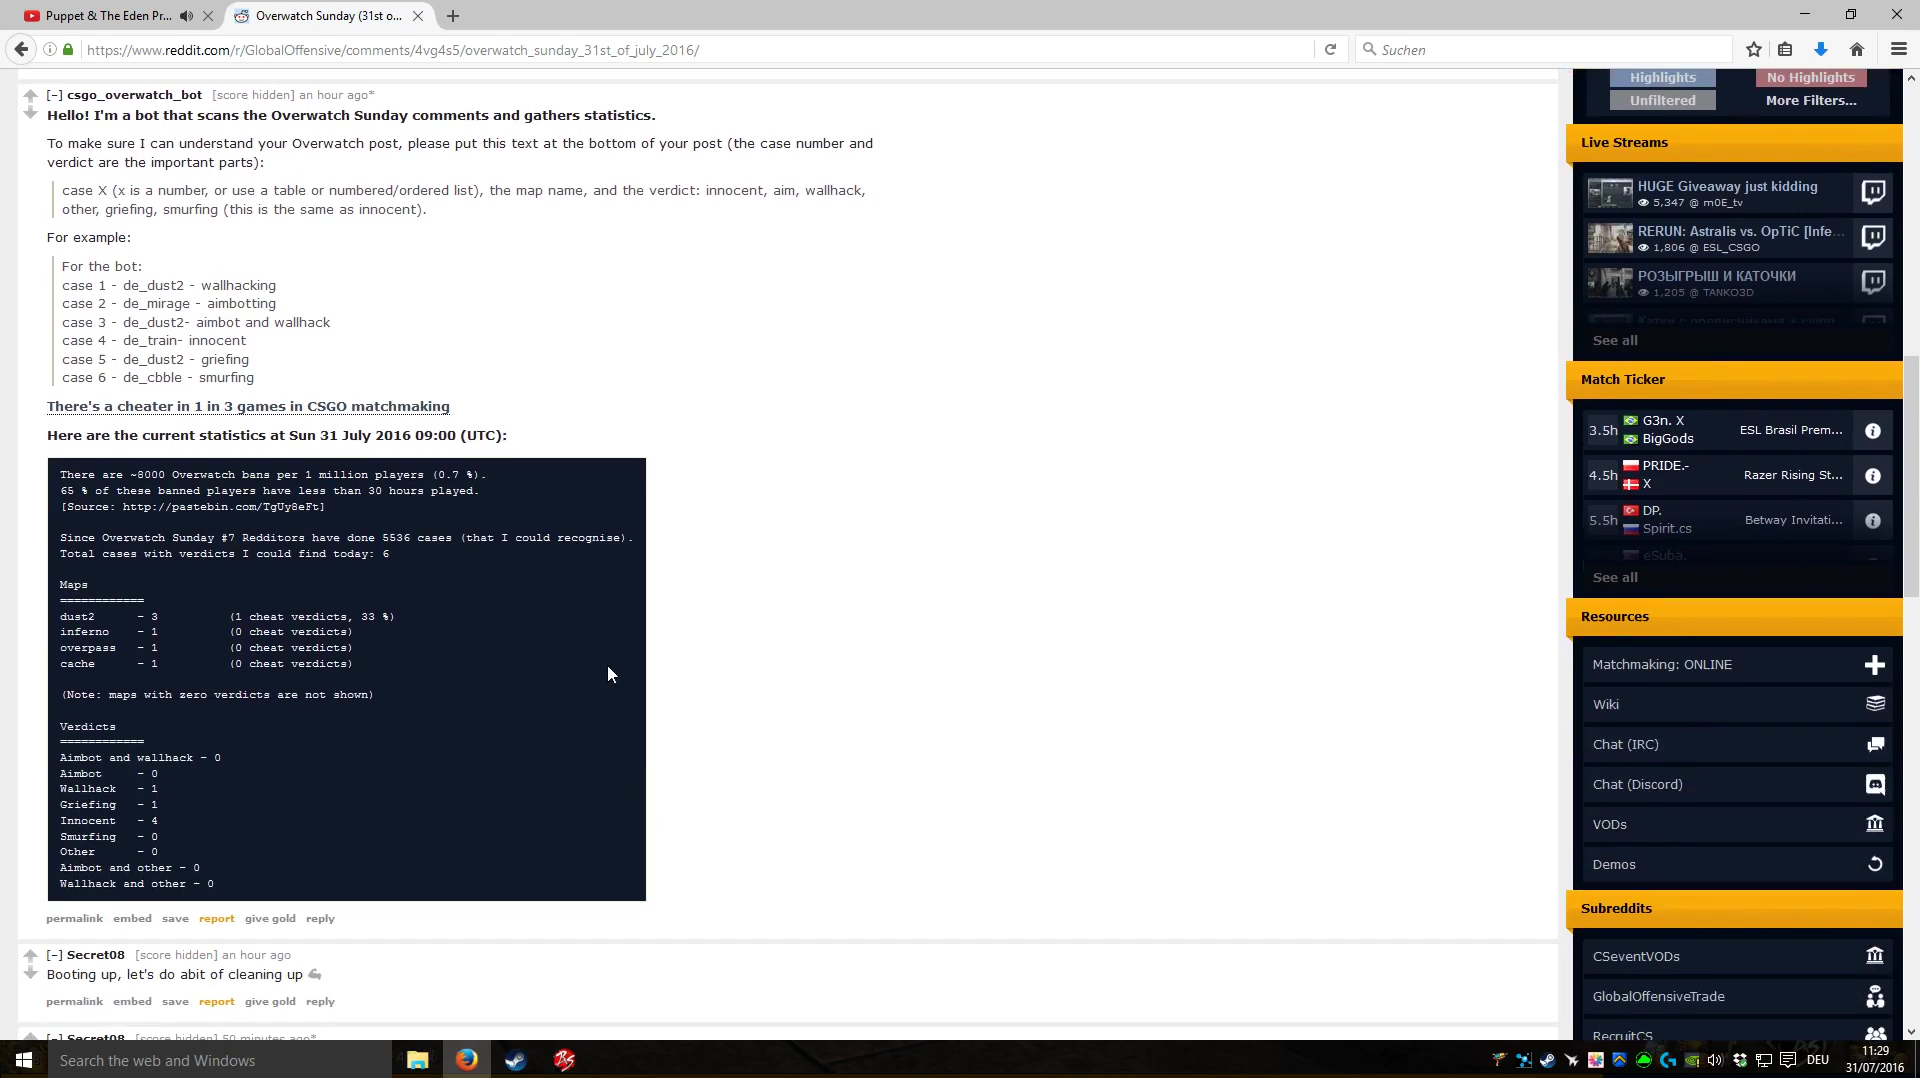 Puppet & The Eden Pr...
Overwatch Sunday (31st o...
https://www.reddit.com/r/GlobalOffensive/comments/4vg4s5/overwatch_sunday_31st_of_july_2016/
Suchen
[–] csgo_overwatch_bot [score hidden] an hour ago*
Hello! I'm a bot that scans the Overwatch Sunday comments and gathers statistics.
To make sure I can understand your Overwatch post, please put this text at the bottom of your post (the case number and
verdict are the important parts):
case X (x is a number, or use a table or numbered/ordered list), the map name, and the verdict: innocent, aim, wallhack,
other, griefing, smurfing (this is the same as innocent).
For example:
For the bot:
case 1 - de_dust2 - wallhacking
case 2 - de_mirage - aimbotting
case 3 - de_dust2- aimbot and wallhack
case 4 - de_train- innocent
case 5 - de_dust2 - griefing
case 6 - de_cbble - smurfing
There's a cheater in 1 in 3 games in CSGO matchmaking
Here are the current statistics at Sun 31 July 2016 09:00 (UTC):
There are ~8000 Overwatch bans per 1 million players (0.7 %).
65 % of these banned players have less than 30 hours played.
[Source: http://pastebin.com/TgUy8eFt]
Since Overwatch Sunday #7 Redditors have done 5536 cases (that I could recognise).
Total cases with verdicts I could find today: 6
Maps
============
dust2 - 3 (1 cheat verdicts, 33 %)
inferno - 1 (0 cheat verdicts)
overpass - 1 (0 cheat verdicts)
cache - 1 (0 cheat verdicts)
(Note: maps with zero verdicts are not shown)
Verdicts
============
Aimbot and wallhack - 0
Aimbot - 0
Wallhack - 1
Griefing - 1
Innocent - 4
Smurfing - 0
Other - 0
Aimbot and other - 0
Wallhack and other - 0
permalink embed save report give gold reply
[–] Secret08 [score hidden] an hour ago
Booting up, let's do abit of cleaning up
permalink embed save report give gold reply
[–] Secret08 [score hidden] 50 minutes ago*
Highlights No Highlights
Unfiltered More Filters...
Live Streams
HUGE Giveaway just kidding
5,347 @ m0E_tv
RERUN: Astralis vs. OpTiC [Infe...
1,806 @ ESL_CSGO
РОЗЫГРЫШ И КАТОЧКИ
1,205 @ TANKO3D
See all
Match Ticker
3.5h G3n. X ESL Brasil Prem...
BigGods
4.5h PRIDE.- Razer Rising St...
X
5.5h DP. Betway Invitati...
Spirit.cs
eSuba.
See all
Resources
Matchmaking: ONLINE
Wiki
Chat (IRC)
Chat (Discord)
VODs
Demos
Subreddits
CSeventVODs
GlobalOffensiveTrade
RecruitCS
Search the web and Windows
DEU
11:29
31/07/2016